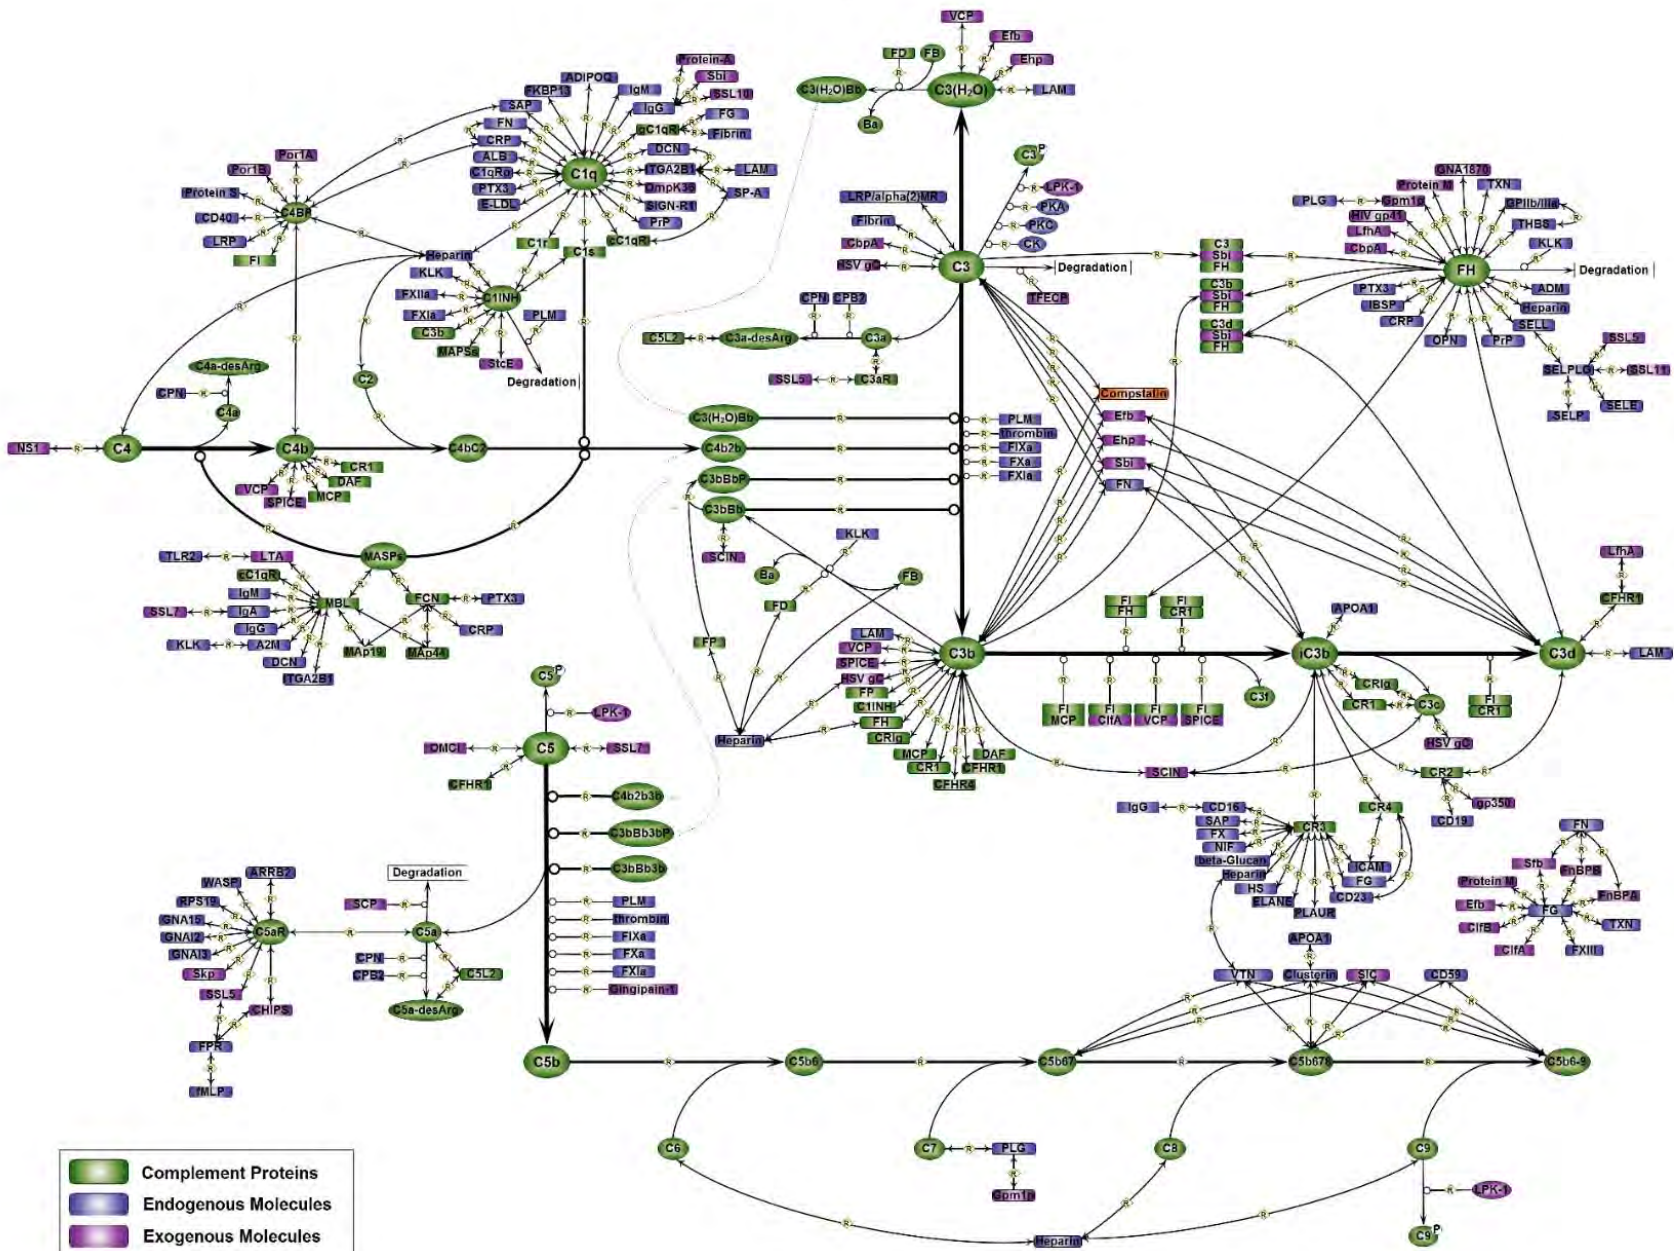 VCP
Efb
Ehp
LAM
FD
FB
C3(H₂O)Bb
C3(H₂O)
Ba
Protein-A
Sbi
SSL10
ADIPOQ
FKBP13
IgM
SAP
IgG
FN
gC1qR
FG
Fibrin
CRP
ALB
C1qRp
PTX3
E-LDL
C1q
DCN
ITGA2B1
LAM
OmpK36
SP-A
SIGN-R1
PrP
cC1qR
C1r
C1s
Por1A
Por1B
Protein S
CD40
LRP
FI
C4BP
Heparin
KLK
FXIIa
FXIa
C3b
MAPSs
StcE
C1INH
PLM
Degradation
C3 P
LPK-1
PKA
PKC
CK
LRP/alpha(2)MR
Fibrin
CbpA
HSV gC
C3
Degradation
TFECP
CPN
CPB2
C5L2
C3a-desArg
C3a
SSL5
C3aR
C3
Sbi
FH
C3b
Sbi
FH
C3d
Sbi
FH
GNA1870
Protein M
TXN
PLG
Gpm1p
GPIIb/IIIa
HIV gp41
THBS
LfhA
KLK
CbpA
FH
Degradation
PTX3
ADM
IBSP
Heparin
CRP
SELL
OPN
PrP
SSL5
SELPLG
SSL11
SELP
SELE
C4a-desArg
CPN
C4a
C2
NS1
C4
C4b
C4bC2
C4b2b
VCP
SPICE
MCP
DAF
CR1
C3(H₂O)Bb
C3bBbP
C3bBb
SCIN
PLM
thrombin
FIXa
FXa
FXIa
Compstatin
Efb
Ehp
Sbi
FN
MASPs
TLR2
LTA
cC1qR
IgM
SSL7
IgA
IgG
KLK
A2M
DCN
ITGA2B1
MBL
FCN
PTX3
CRP
MAp19
MAp44
KLK
Ba
FB
FD
FP
Heparin
LAM
VCP
SPICE
HSV gC
FP
C1INH
FH
CRIg
MCP
CR1
CFHR4
CFHR1
DAF
C3b
FI
FH
FI
CR1
FI
MCP
FI
ClfA
FI
VCP
FI
SPICE
C3f
APOA1
iC3b
CRIg
CR1
C3c
HSV gC
FI
CR1
C3d
LfhA
CFHR1
LAM
SCIN
CR2
gp350
CD19
C5 P
LPK-1
OMCI
C5
SSL7
CFHR1
C4b2b3b
C3bBb3bP
C3bBb3b
PLM
thrombin
FIXa
FXa
FXIa
Gingipain-1
IgG
CD16
SAP
FX
NIF
beta-Glucan
Heparin
HS
ELANE
PLAUR
CD23
FG
ICAM
CR3
CR4
FN
Sfb
FnBPB
Protein M
FnBPA
Efb
FG
ClfB
TXN
ClfA
FXIII
Degradation
SCP
C5a
CPN
CPB2
C5L2
C5a-desArg
ARRB2
WASP
RPS19
GNA15
GNAI2
GNAI3
Skp
SSL5
CHIPS
C5aR
FPR
fMLP
APOA1
VTN
Clusterin
SIC
CD59
C5b
C5b6
C5b67
C5b678
C5b6-9
C6
C7
PLG
Gpm1p
C8
C9
LPK-1
C9 P
Heparin
Complement Proteins
Endogenous Molecules
Exogenous Molecules